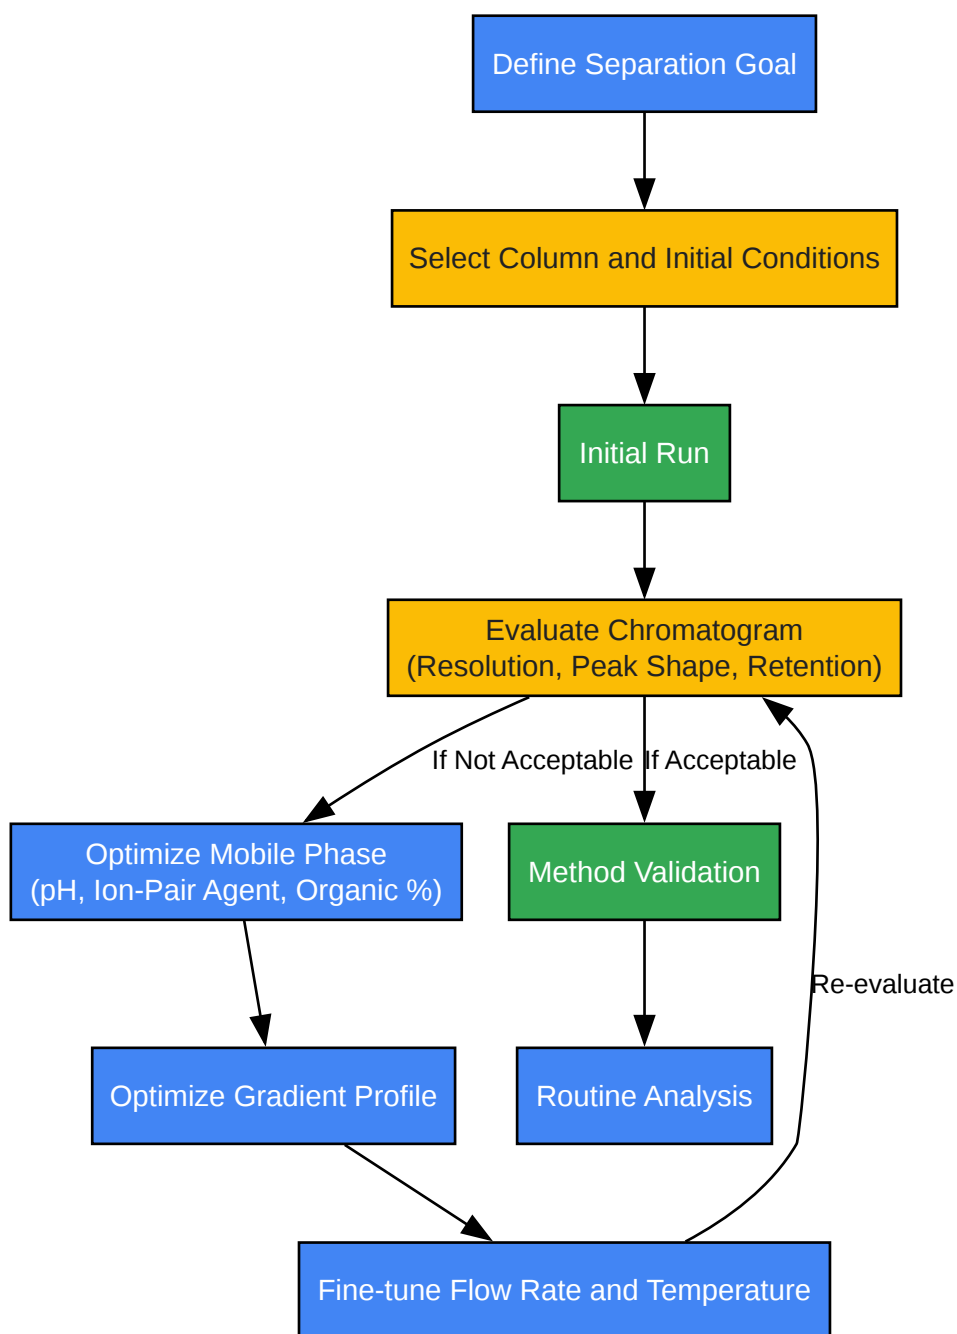 Define Separation Goal
Select Column and Initial Conditions
Initial Run
Evaluate Chromatogram
(Resolution, Peak Shape, Retention)
If Not Acceptable
If Acceptable
Optimize Mobile Phase
(pH, Ion-Pair Agent, Organic %)
Method Validation
Re-evaluate
Optimize Gradient Profile
Routine Analysis
Fine-tune Flow Rate and Temperature